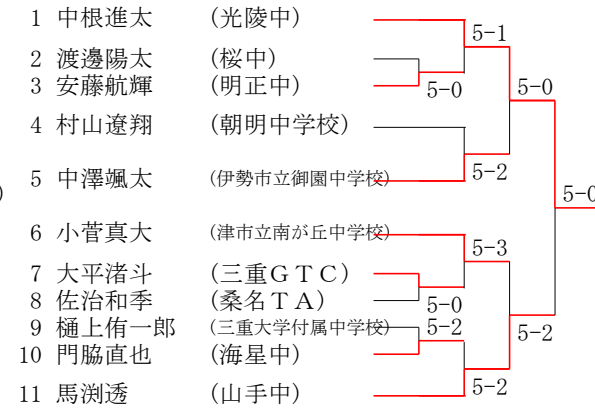 1 中根進太 (光陵中)
5-1
2 渡邊陽太 (桜中)
3 安藤航輝 (明正中) 5-0 5-0
4 村山遼翔 (朝明中学校)
5-2
5 中澤颯太 (伊勢市立御園中学校)
) 5-0
6 小菅真大 (津市立南が丘中学校)
5-3
7 大平渚斗 (三重GTC)
8 佐治和季 (桑名TA) 5-0
9 樋上侑一郎 (三重大学付属中学校) 5-2 5-2
10 門脇直也 (海星中)
11 馬渕透 (山手中) 5-2